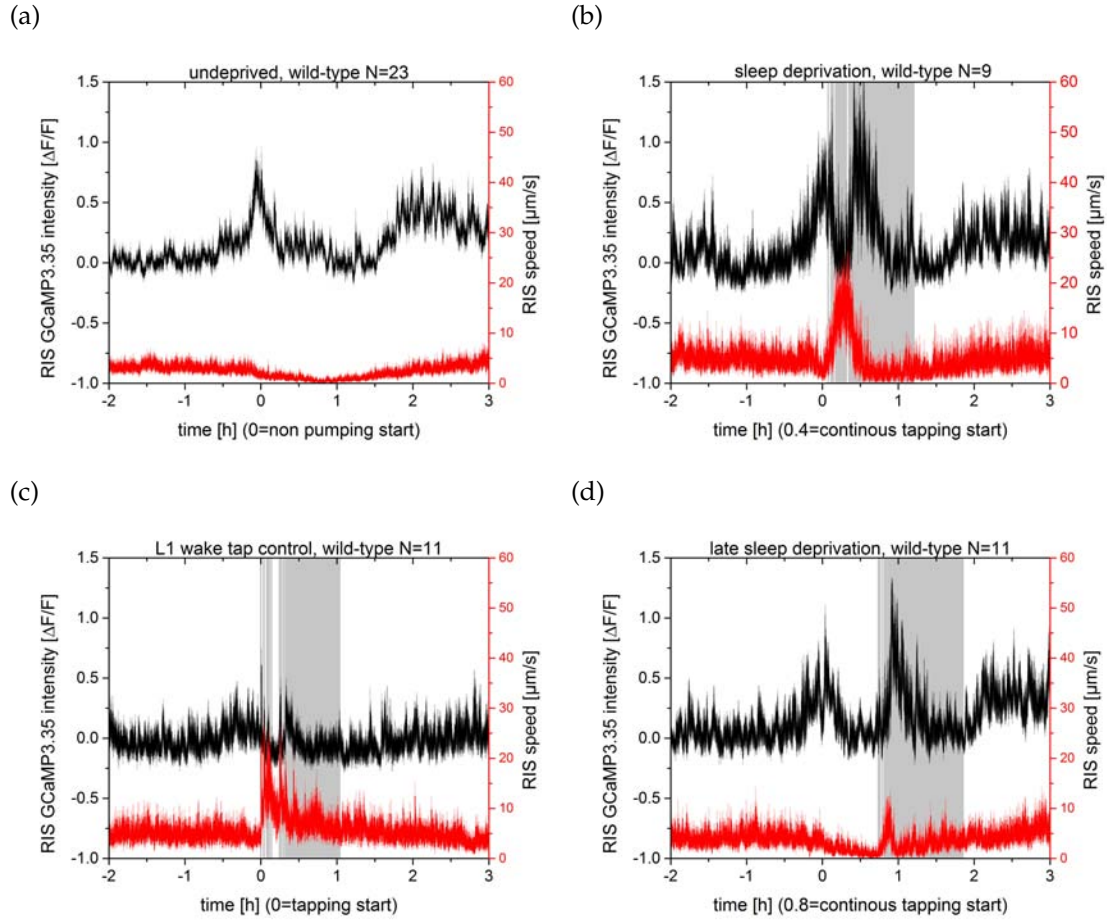 (a)
undeprived, wild-type N=23
RIS GCaMP3.35 intensity [ΔF/F]
1.5
1.0
0.5
0.0
-0.5
-1.0
60
50
40
30
20
10
0
RIS speed [µm/s]
-2 -1 0 1 2 3
time [h] (0=non pumping start)
(b)
sleep deprivation, wild-type N=9
RIS GCaMP3.35 intensity [ΔF/F]
1.5
1.0
0.5
0.0
-0.5
-1.0
60
50
40
30
20
10
0
RIS speed [µm/s]
-2 -1 0 1 2 3
time [h] (0.4=continous tapping start)
(c)
L1 wake tap control, wild-type N=11
RIS GCaMP3.35 intensity [ΔF/F]
1.5
1.0
0.5
0.0
-0.5
-1.0
60
50
40
30
20
10
0
RIS speed [µm/s]
-2 -1 0 1 2 3
time [h] (0=tapping start)
(d)
late sleep deprivation, wild-type N=11
RIS GCaMP3.35 intensity [ΔF/F]
1.5
1.0
0.5
0.0
-0.5
-1.0
60
50
40
30
20
10
0
RIS speed [µm/s]
-2 -1 0 1 2 3
time [h] (0.8=continous tapping start)